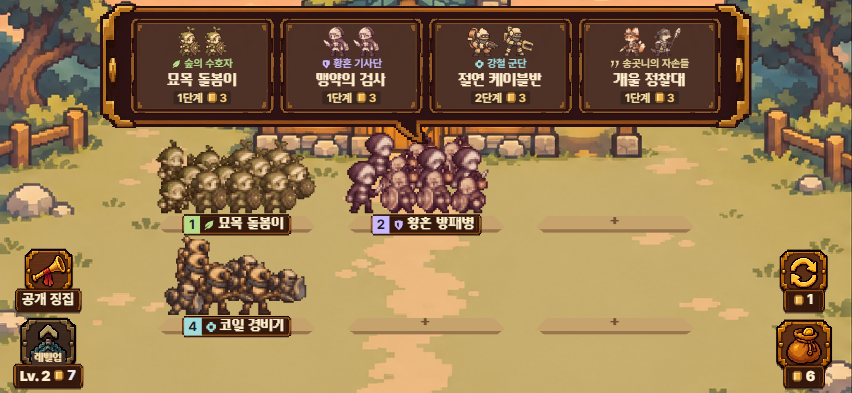 숲의 수호자
묘목 돌봄이
1단계 3
황혼 기사단
맹약의 검사
1단계 3
강철 군단
절연 케이블반
2단계 3
송곳니의 자손들
개울 정찰대
1단계 3
1 묘목 돌봄이
2 황혼 방패병
+
4 코일 경비기
+
+
공개 징집
레벨업
Lv. 2 7
1
6